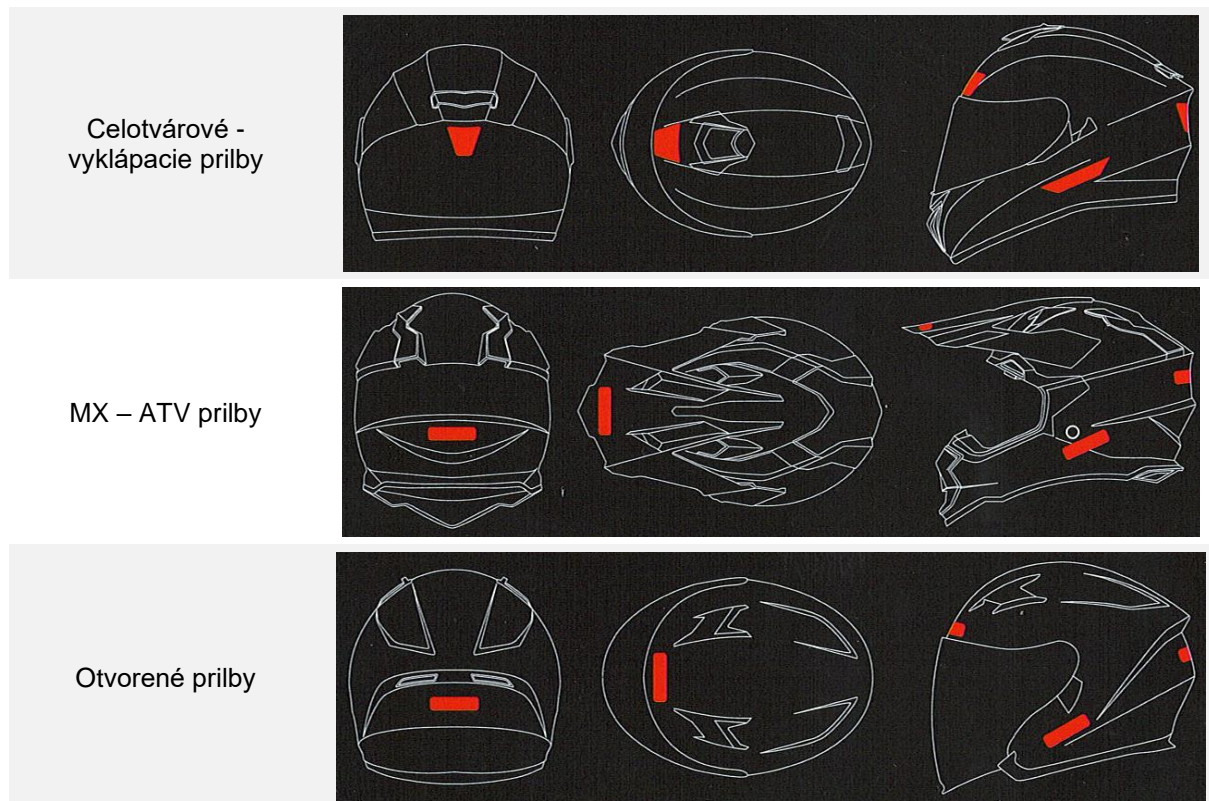 Celotvárové -
vyklápacie prilby
MX – ATV prilby
Otvorené prilby